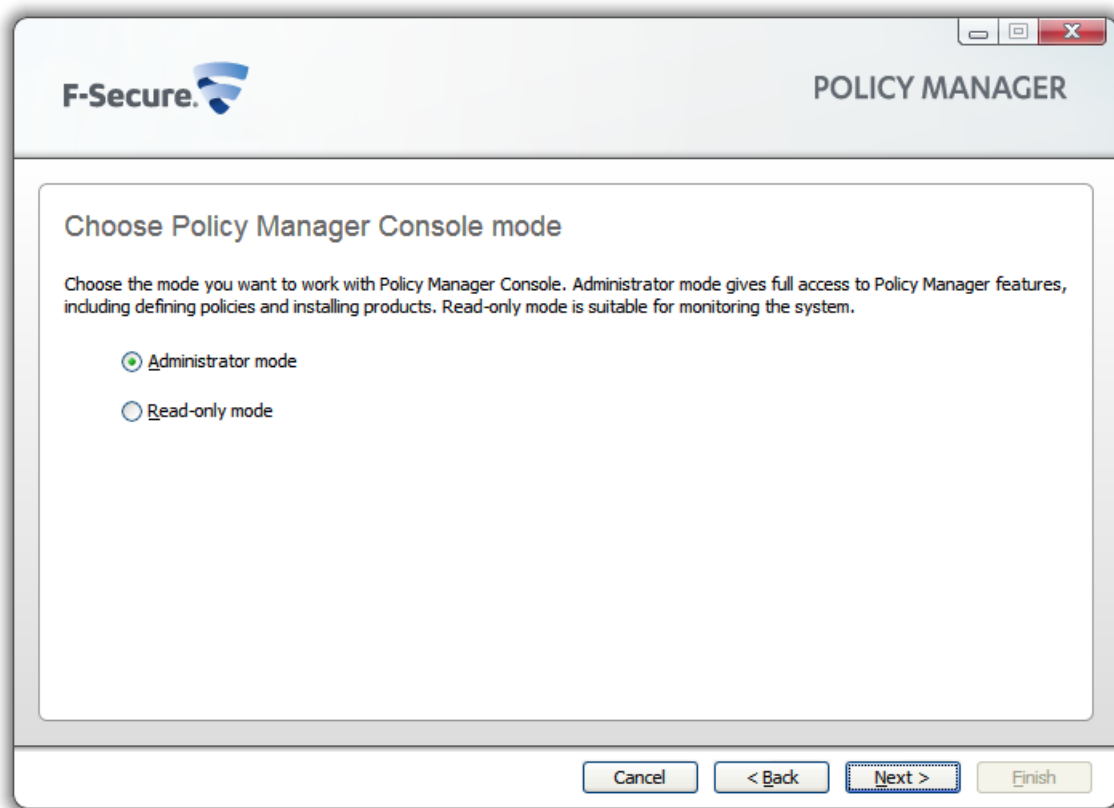 F-Secure.
POLICY MANAGER
Choose Policy Manager Console mode
Choose the mode you want to work with Policy Manager Console. Administrator mode gives full access to Policy Manager features,
including defining policies and installing products. Read-only mode is suitable for monitoring the system.
Administrator mode
Read-only mode
Cancel
< Back
Next >
Finish